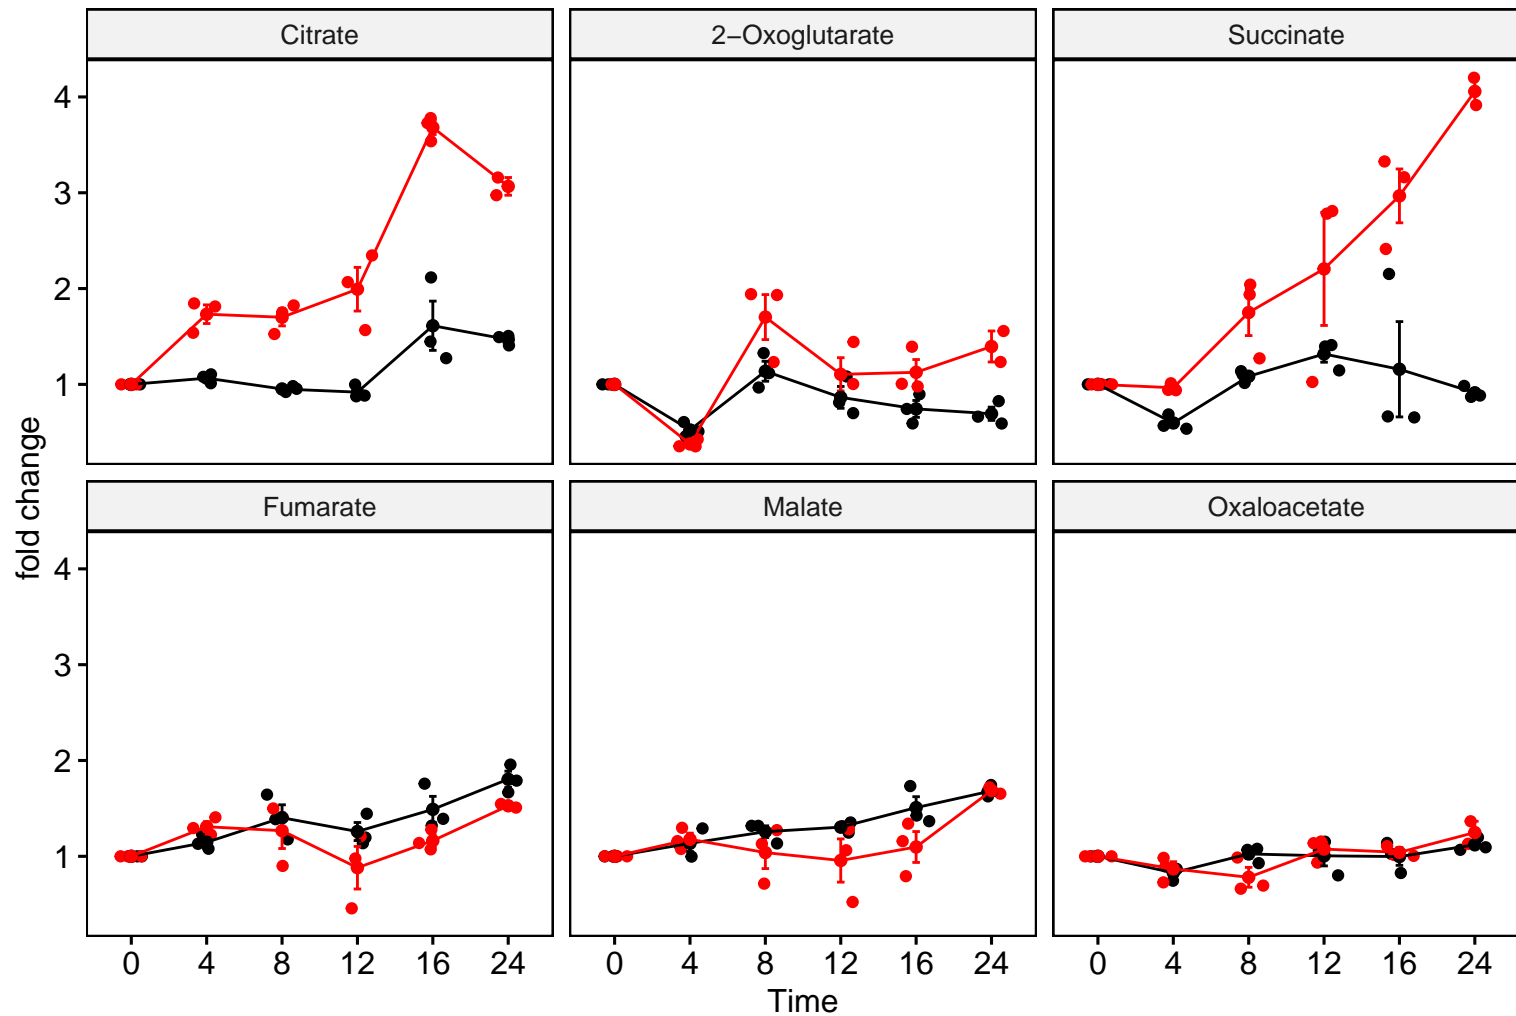 Citrate 2−Oxoglutarate Succinate
4
3
2
1
Fumarate Malate Oxaloacetate
4
3
2
1
fold change
0 4 8 12 16 24 0 4 8 12 16 24 0 4 8 12 16 24
Time